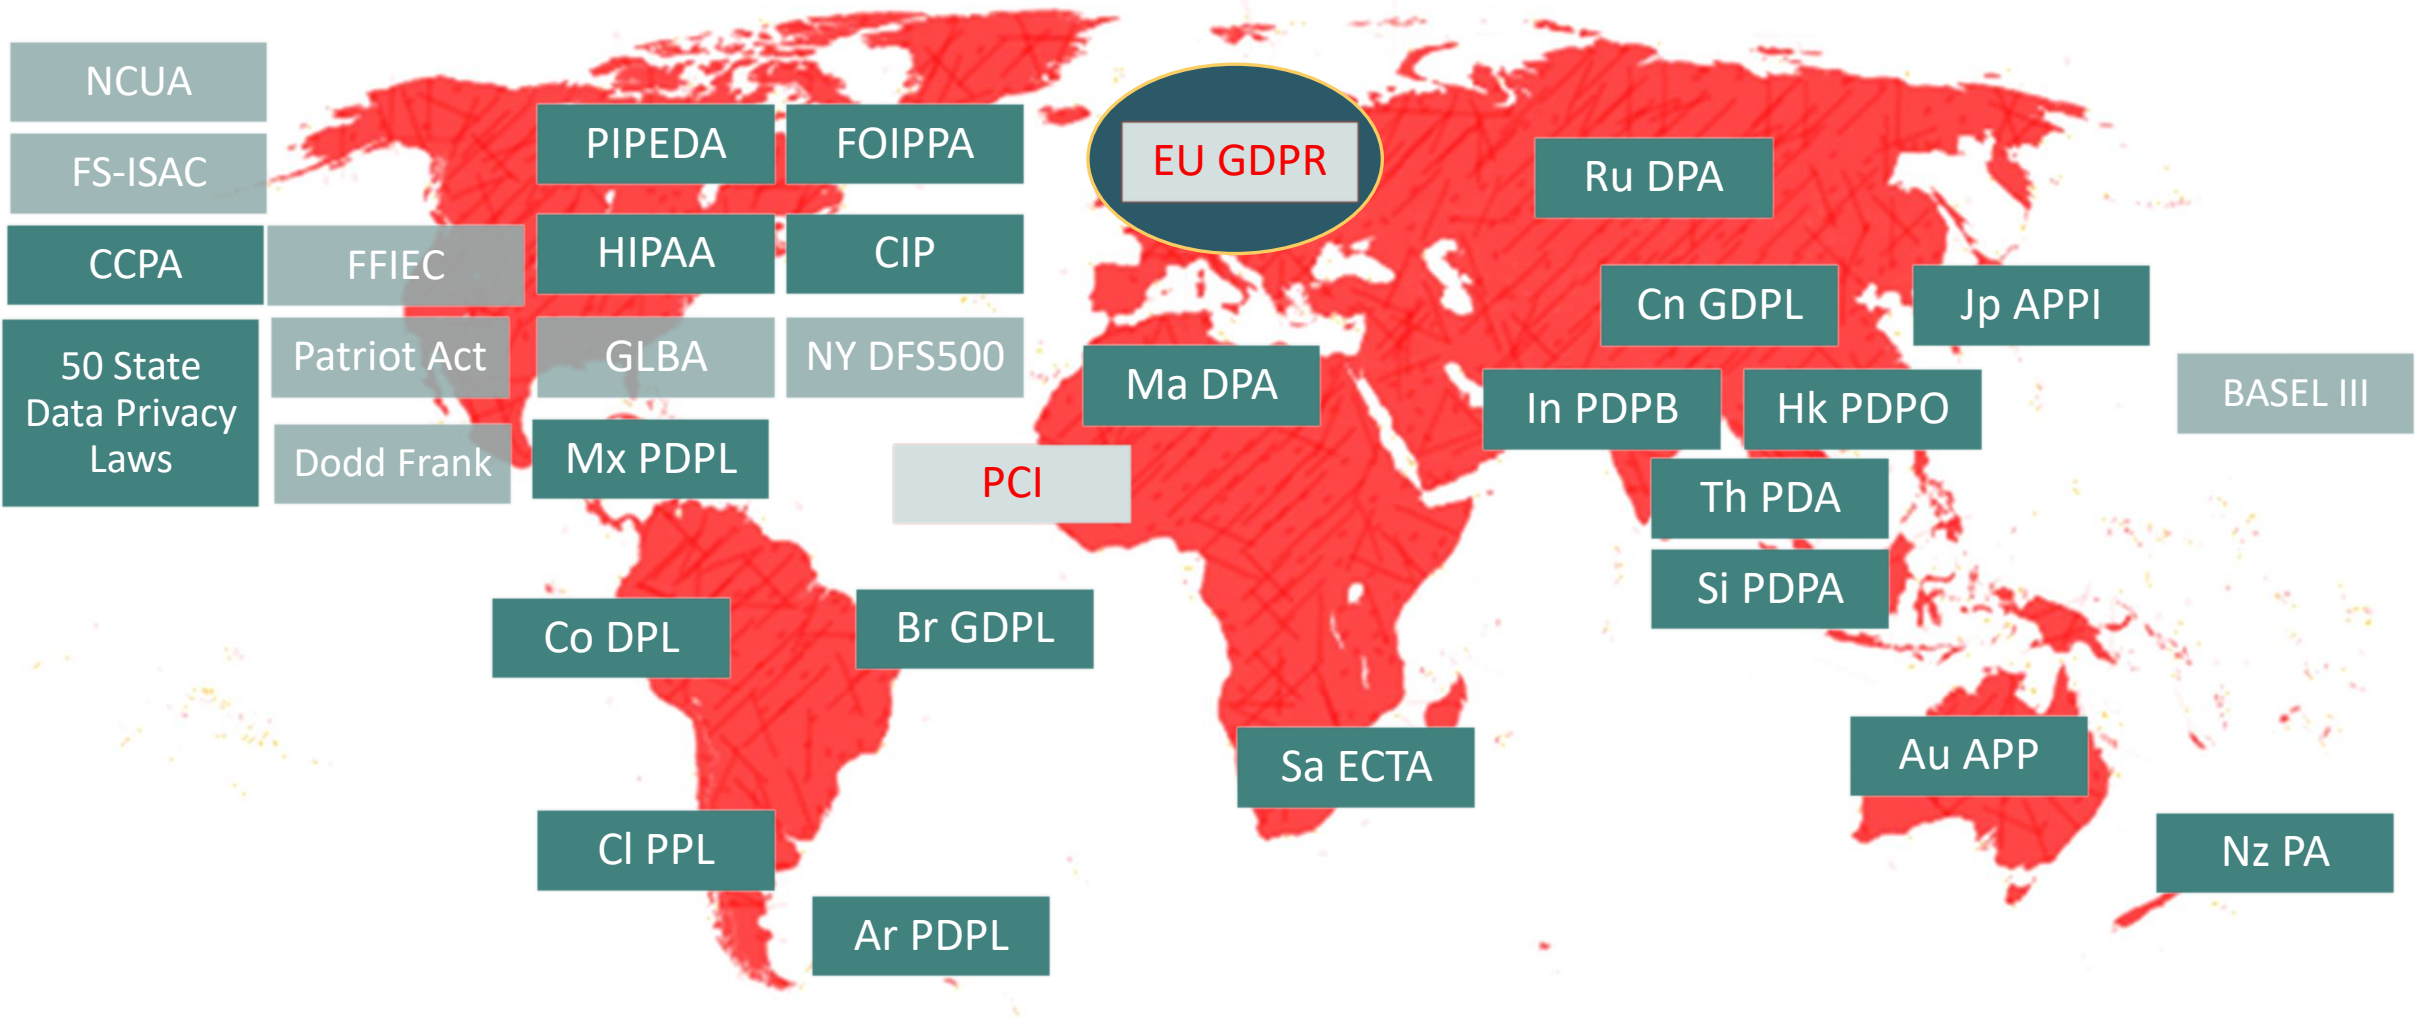 NCUA
FS-ISAC
CCPA
FFIEC
50 State
Data Privacy
Laws
Patriot Act
Dodd Frank
PIPEDA
FOIPPA
HIPAA
CIP
GLBA
NY DFS500
Mx PDPL
EU GDPR
Ru DPA
Cn GDPL
Jp APPI
Ma DPA
In PDPB
Hk PDPO
BASEL III
PCI
Th PDA
Si PDPA
Co DPL
Br GDPL
Sa ECTA
Au APP
Cl PPL
Nz PA
Ar PDPL